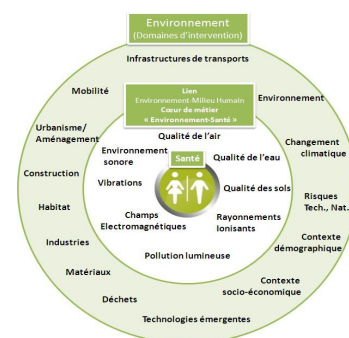 Environnement
(Domaines d'intervention)
Infrastructures de transports
Mobilité
Lien
Environnement-Milieu Humain
Cœur de métier
« Environnement-Santé »
Environnement
Urbanisme/
Aménagement
Qualité de l'air
Environnement
sonore
Santé
Qualité de l'eau
Changement
climatique
Construction
Vibrations
Qualité des sols
Risques
Tech., Nat.
Habitat
Champs
Electromagnétiques
Rayonnements
Ionisants
Contexte
démographique
Industries
Pollution lumineuse
Matériaux
Contexte
socio-économique
Déchets
Technologies émergentes